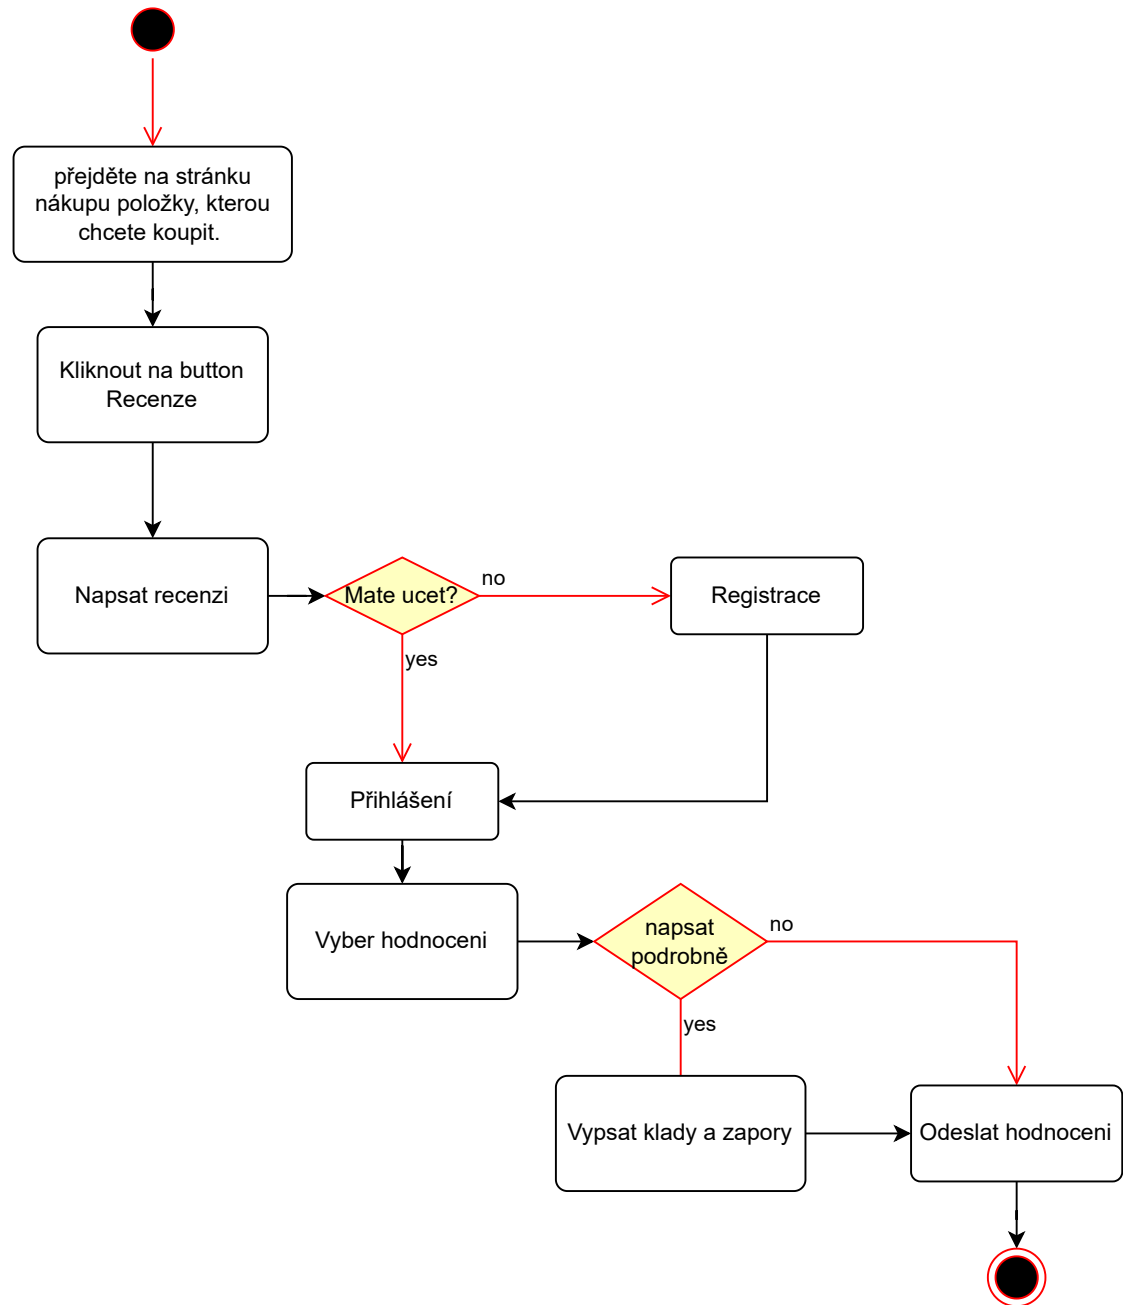 přejděte na stránku
nákupu položky, kterou
chcete koupit.
Kliknout na button
Recenze
Napsat recenzi
Mate ucet?
no
Registrace
yes
Přihlášení
Vyber hodnoceni
napsat
podrobně
no
yes
Vypsat klady a zapory
Odeslat hodnoceni